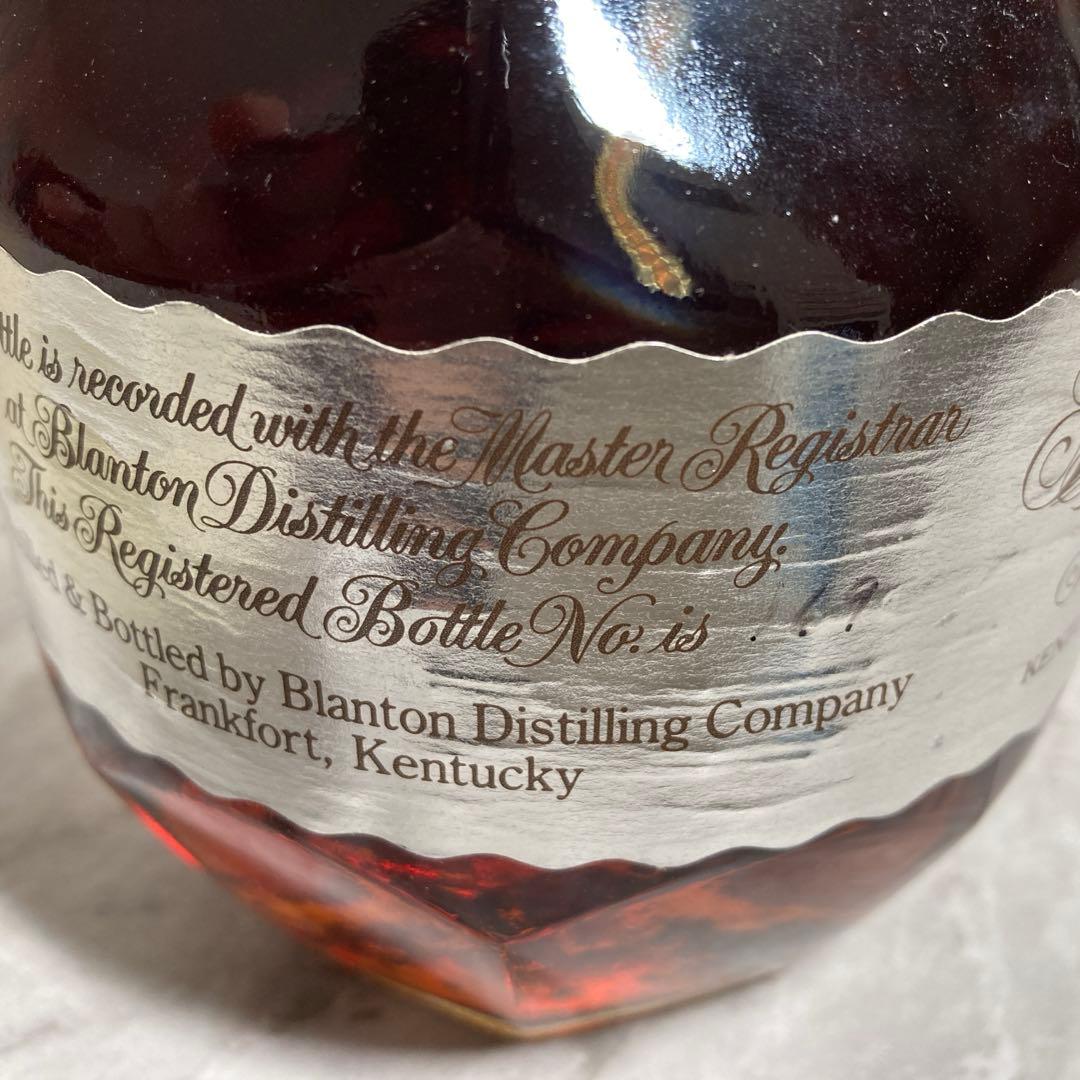 is recorded with the Master Registrar
at Blanton Distilling Company.
This Registered Bottle No. is
& Bottled by Blanton Distilling Company
Frankfort, Kentucky